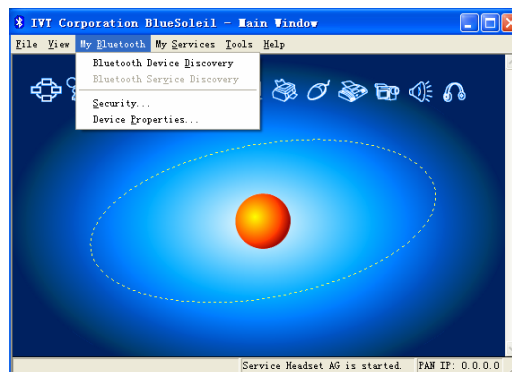 IVT Corporation BlueSoleil - Main Window
File View My Bluetooth My Services Tools Help
Bluetooth Device Discovery
Bluetooth Service Discovery
Security...
Device Properties...
Service Headset AG is started. PAN IP: 0.0.0.0